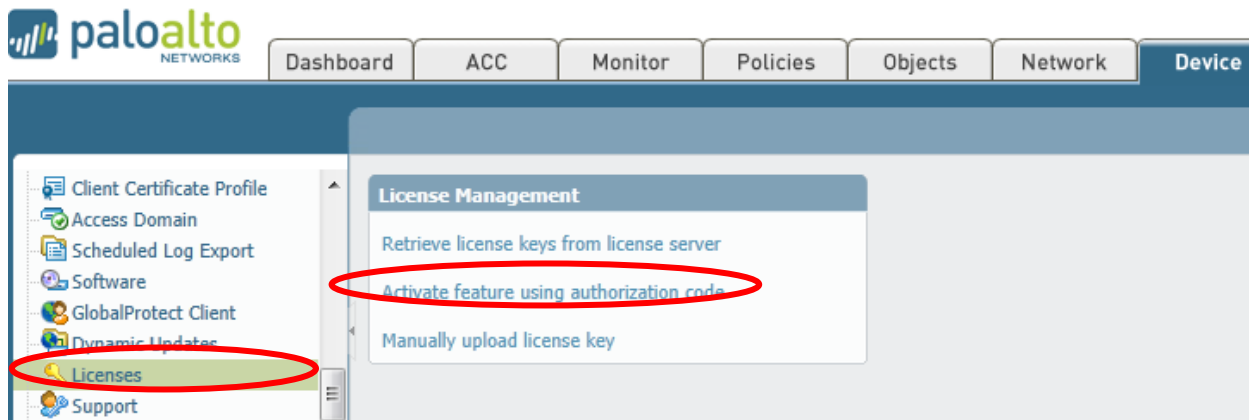 paloalto
NETWORKS
Dashboard ACC Monitor Policies Objects Network Device
Client Certificate Profile
Access Domain
Scheduled Log Export
Software
GlobalProtect Client
Dynamic Updates
Licenses
Support
License Management
Retrieve license keys from license server
Activate feature using authorization code
Manually upload license key